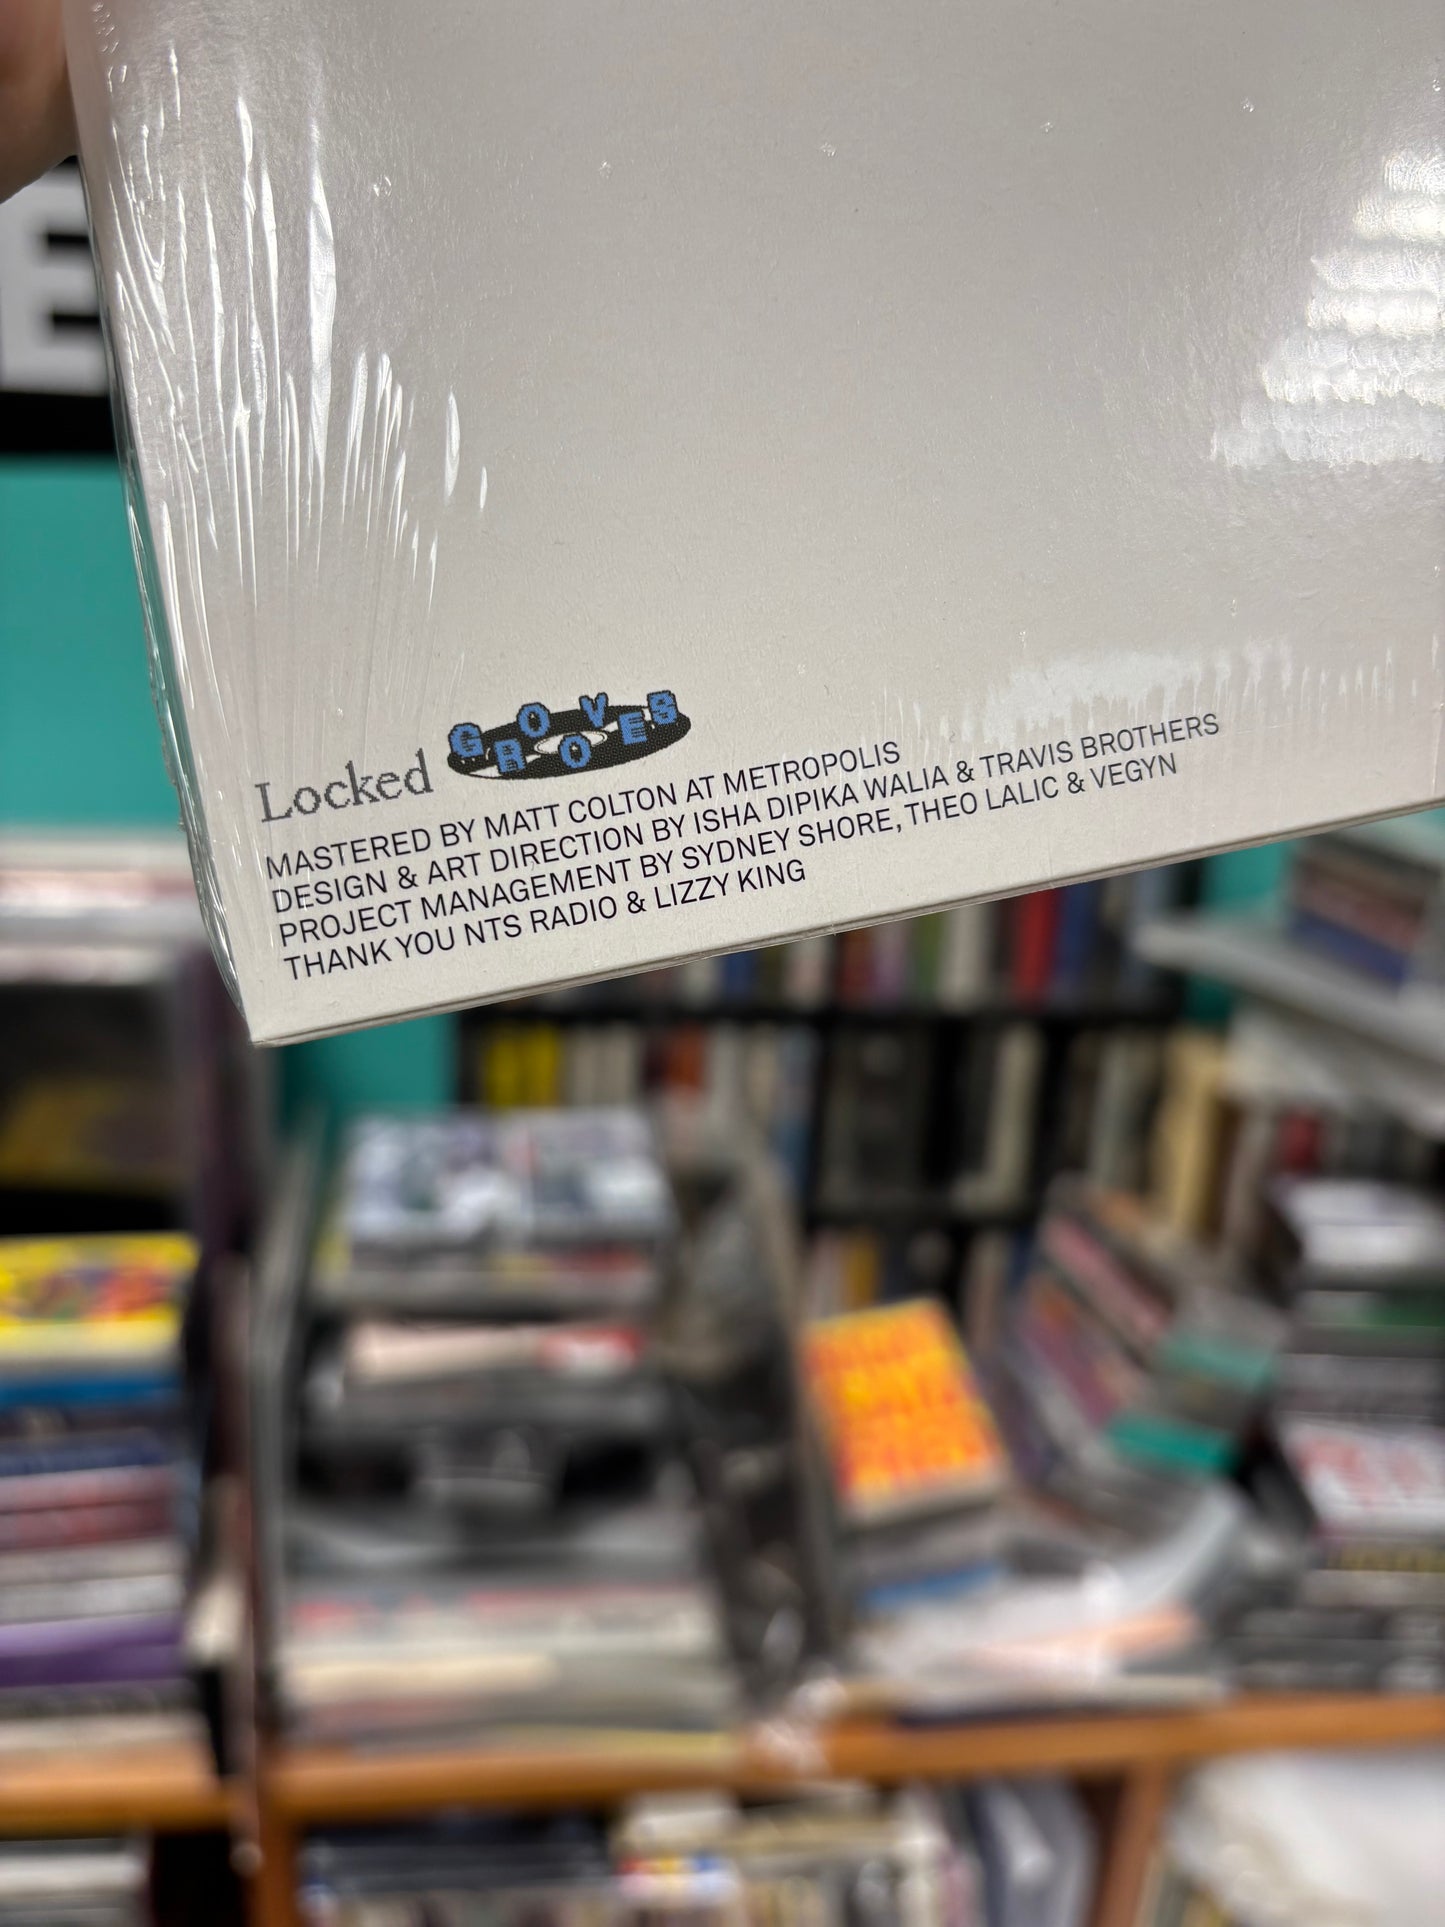 Locked GROOVES
MASTERED BY MATT COLTON AT METROPOLIS
DESIGN & ART DIRECTION BY ISHA DIPIKA WALIA & TRAVIS BROTHERS
PROJECT MANAGEMENT BY SYDNEY SHORE, THEO LALIC & VEGYN
THANK YOU NTS RADIO & LIZZY KING